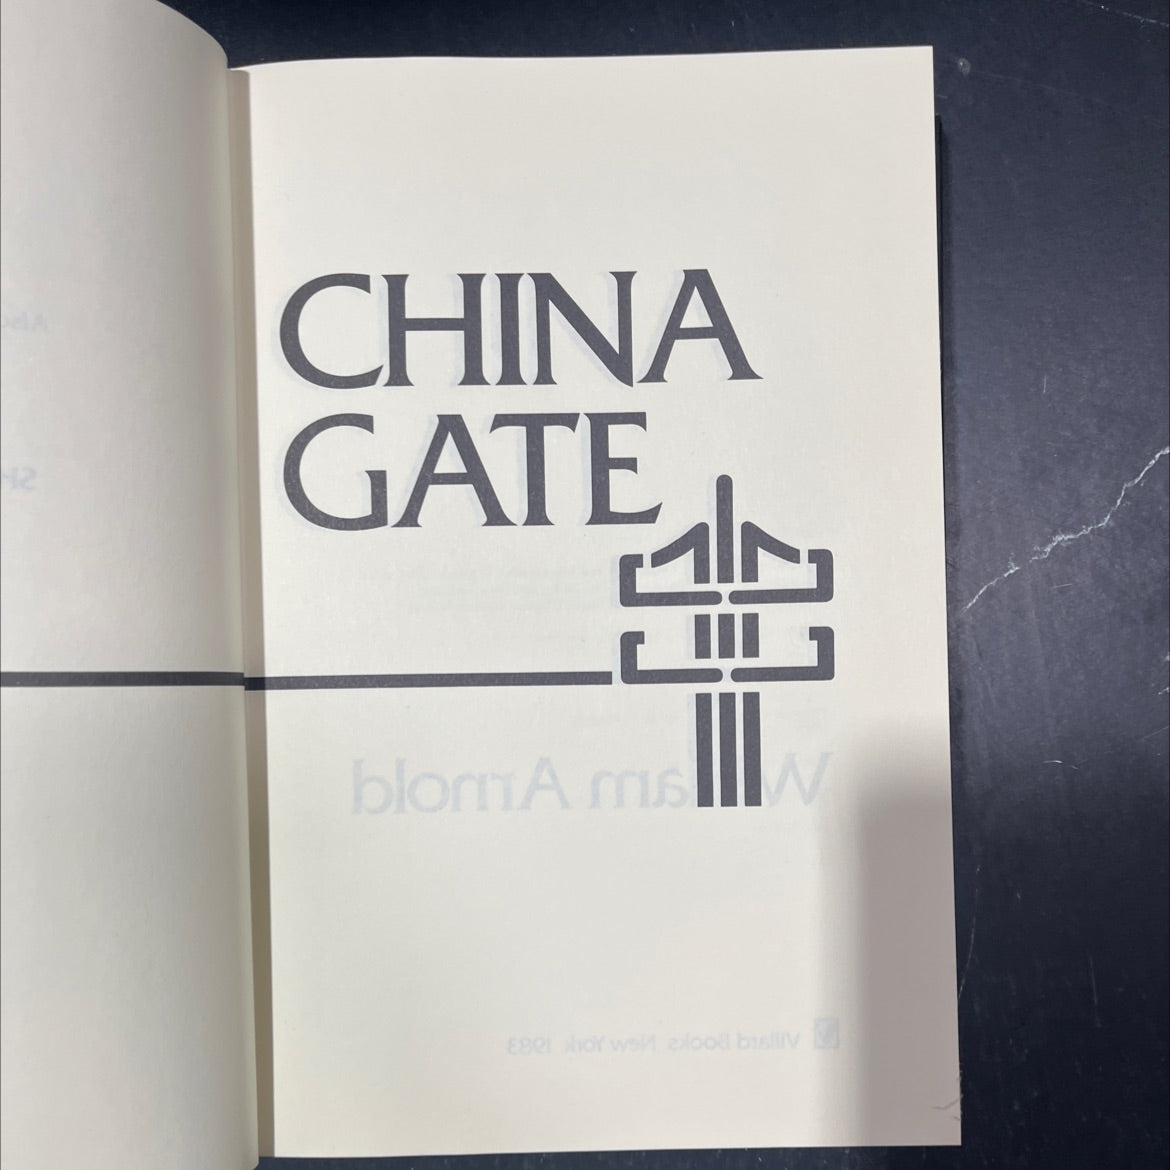 CHINA
GATE
William Arnold
Villard Books New York 1983